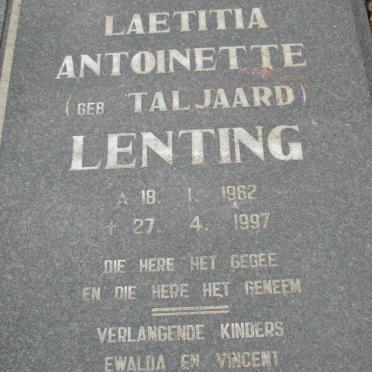 LAETITIA
ANTOINETTE
(GEB. TALJAARD)
LENTING
18. 1. 1962
+ 27. 4. 1997
DIE HERE HET GEGEE
EN DIE HERE HET GENEEM
VERLANGENDE KINDERS
EWALDA EN VINCENT